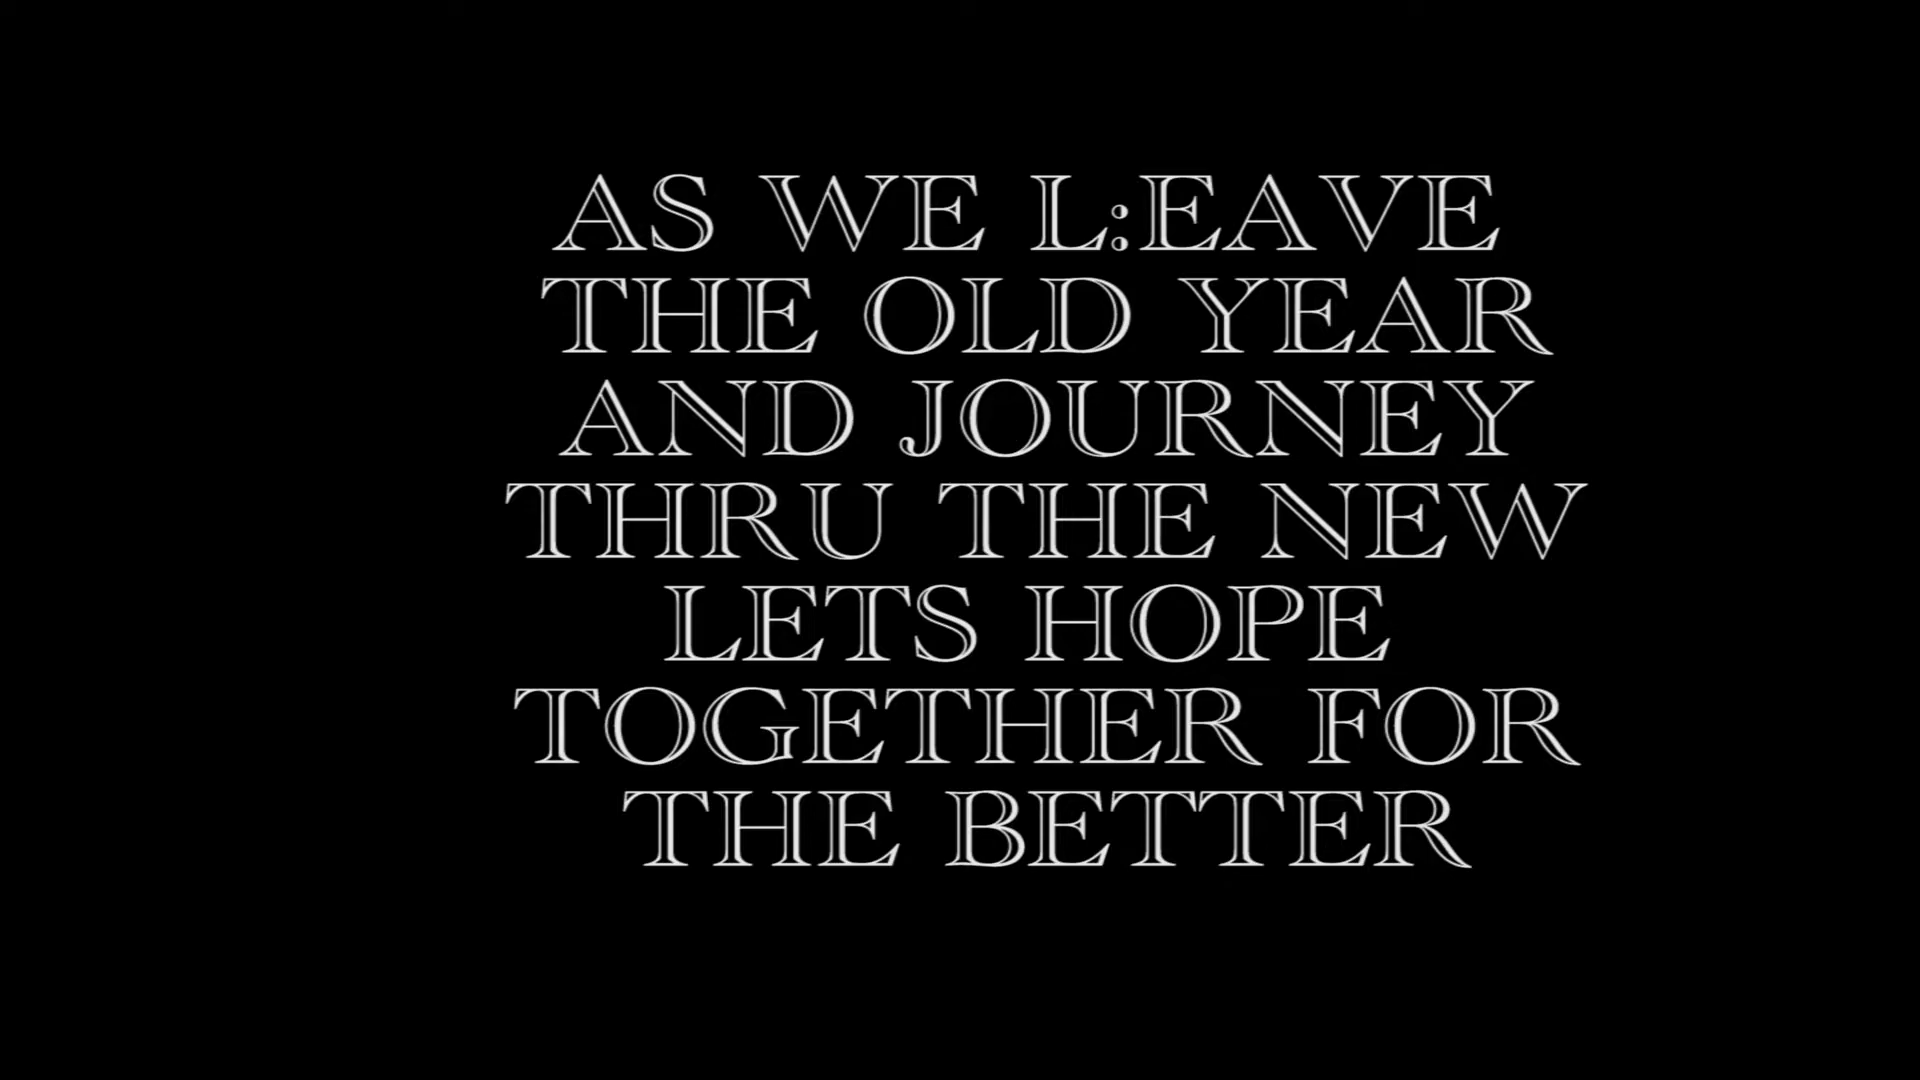 AS WE L:EAVE
THE OLD YEAR
AND JOURNEY
THRU THE NEW
LETS HOPE
TOGETHER FOR
THE BETTER